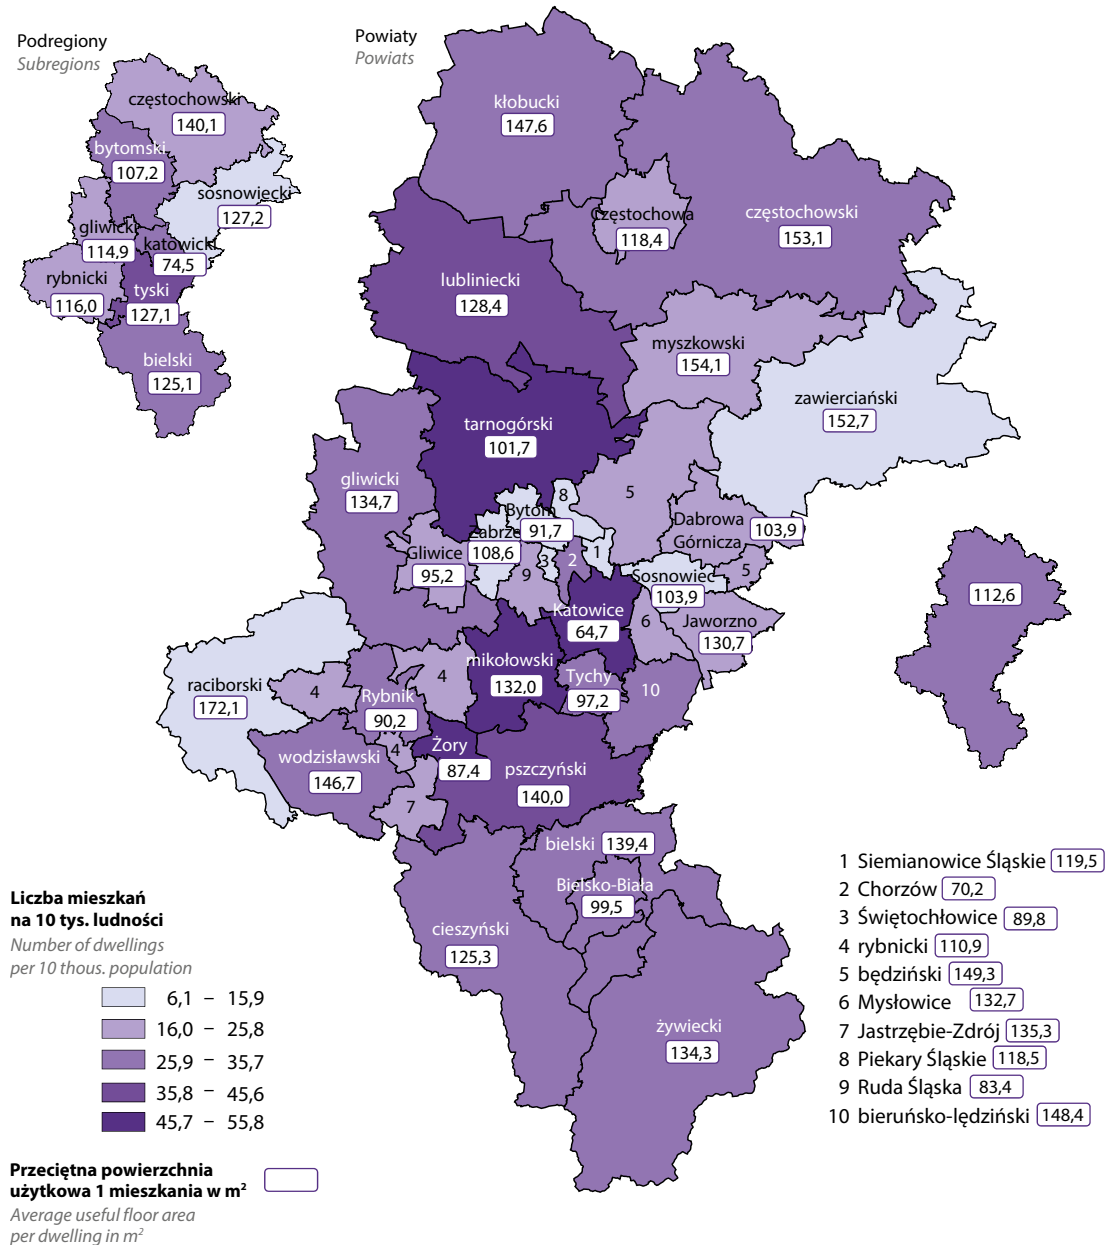 Podregiony
Subregions
częstochowski
140,1
bytomski
107,2
sosnowiecki
127,2
gliwicki
114,9
katowicki
74,5
rybnicki
116,0
tyski
127,1
bielski
125,1
Powiaty
Powiats
kłobucki
147,6
Częstochowa
118,4
częstochowski
153,1
lubliniecki
128,4
myszkowski
154,1
zawierciański
152,7
tarnogórski
101,7
gliwicki
134,7
5
8
Bytom
91,7
Dabrowa
Górnicza
103,9
Zabrze
108,6
Gliwice
95,2
9
3
2
1
5
Sosnowiec
103,9
Katowice
64,7
6
Jaworzno
130,7
112,6
mikołowski
132,0
Tychy
97,2
10
raciborski
172,1
4
4
Rybnik
90,2
4
Żory
87,4
wodzisławski
146,7
pszczyński
140,0
7
bielski 139,4
Bielsko-Biała
99,5
cieszyński
125,3
żywiecki
134,3
Liczba mieszkań
na 10 tys. ludności
Number of dwellings
per 10 thous. population
6,1 – 15,9
16,0 – 25,8
25,9 – 35,7
35,8 – 45,6
45,7 – 55,8
Przeciętna powierzchnia
użytkowa 1 mieszkania w m²
Average useful floor area
per dwelling in m²
1 Siemianowice Śląskie 119,5
2 Chorzów 70,2
3 Świętochłowice 89,8
4 rybnicki 110,9
5 będziński 149,3
6 Mysłowice 132,7
7 Jastrzębie-Zdrój 135,3
8 Piekary Śląskie 118,5
9 Ruda Śląska 83,4
10 bieruńsko-lędziński 148,4